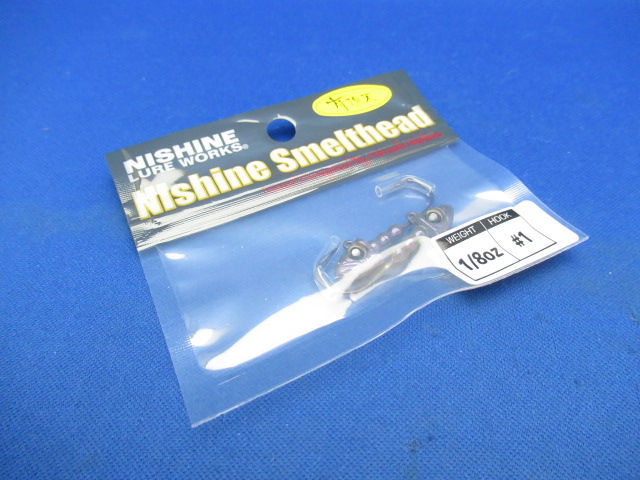 NISHINE
LURE WORKS®
Nishine Smelthead
WEIGHT HOOK
1/8oz #1